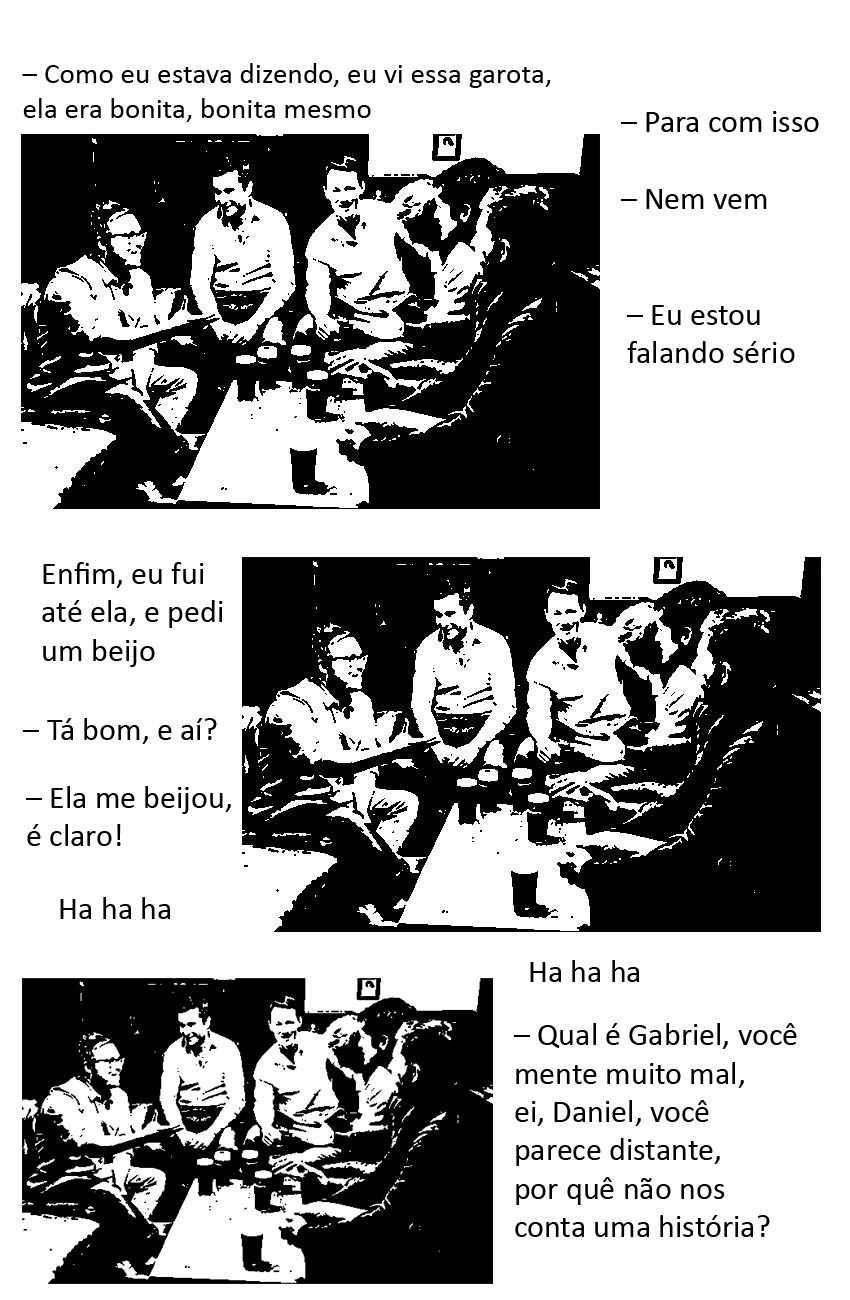 – Como eu estava dizendo, eu vi essa garota,
ela era bonita, bonita mesmo
– Para com isso
– Nem vem
– Eu estou
falando sério
Enfim, eu fui
até ela, e pedi
um beijo
– Tá bom, e aí?
– Ela me beijou,
é claro!
Ha ha ha
Ha ha ha
– Qual é Gabriel, você
mente muito mal,
ei, Daniel, você
parece distante,
por quê não nos
conta uma história?